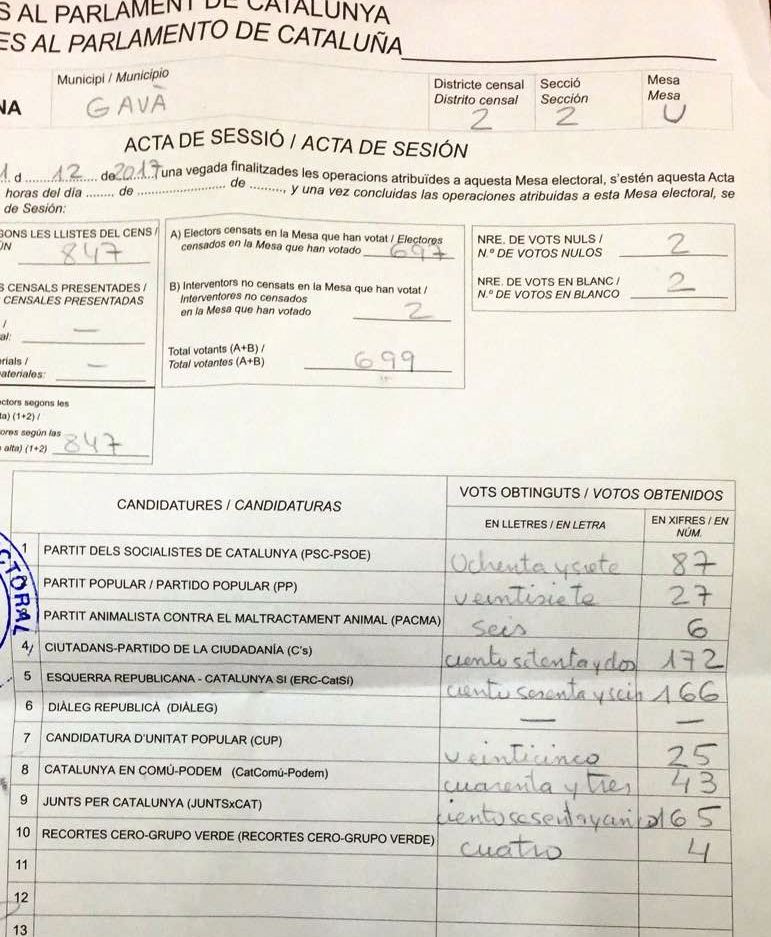 S AL PARLAMENT DE CATALUNYA
ES AL PARLAMENTO DE CATALUÑA
Municipi / Municipio
GAVÀ
NA
Districte censal
Distrito censal
2
Secció
Sección
2
Mesa
Mesa
U
ACTA DE SESSIÓ / ACTA DE SESIÓN
1 d ........ 12 ...... de 2017 una vegada finalitzades les operacions atribuïdes a aquesta Mesa electoral, s'estén aquesta Acta
horas del día ........ de ........................ de ........., y una vez concluidas las operaciones atribuidas a esta Mesa electoral, se
de Sesión:
GONS LES LLISTES DEL CENS /
ÚN
847
S CENSALS PRESENTADES /
CENSALES PRESENTADAS
/
al: —
rials /
ateriales: —
ectors segons les
ta) (1+2) /
ores según las
alta) (1+2) 847
A) Electors censats en la Mesa que han votat / Electores
censados en la Mesa que han votado 697
B) Interventors no censats en la Mesa que han votat /
Interventores no censados
en la Mesa que han votado 2
Total votants (A+B) /
Total votantes (A+B) 699
NRE. DE VOTS NULS /
N.º DE VOTOS NULOS 2
NRE. DE VOTS EN BLANC /
N.º DE VOTOS EN BLANCO 2
CANDIDATURES / CANDIDATURAS
VOTS OBTINGUTS / VOTOS OBTENIDOS
EN LLETRES / EN LETRA
EN XIFRES / EN
NÚM.
CTORAL
1 PARTIT DELS SOCIALISTES DE CATALUNYA (PSC-PSOE) Ochenta y siete 87
PARTIT POPULAR / PARTIDO POPULAR (PP) veintisiete 27
PARTIT ANIMALISTA CONTRA EL MALTRACTAMENT ANIMAL (PACMA) seis 6
4 CIUTADANS-PARTIDO DE LA CIUDADANÍA (C's) ciento setenta y dos 172
5 ESQUERRA REPUBLICANA - CATALUNYA SI (ERC-CatSí) ciento sesenta y seis 166
6 DIÀLEG REPUBLICÀ (DIÀLEG) — —
7 CANDIDATURA D'UNITAT POPULAR (CUP) veinticinco 25
8 CATALUNYA EN COMÚ-PODEM (CatComú-Podem) cuarenta y tres 43
9 JUNTS PER CATALUNYA (JUNTSxCAT) ciento sesenta y cinco 165
10 RECORTES CERO-GRUPO VERDE (RECORTES CERO-GRUPO VERDE) cuatro 4
11
12
13